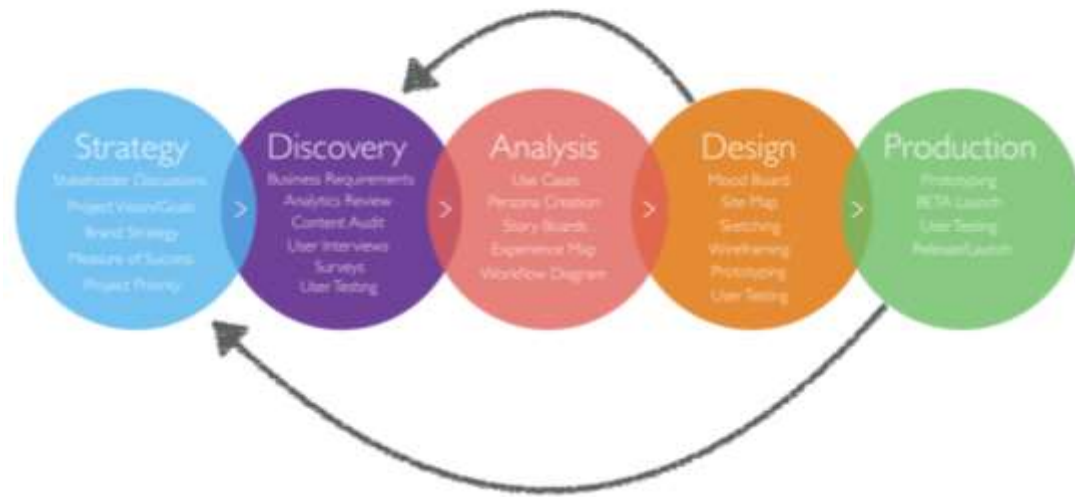 Strategy
Stakeholder Discussions
Project Vision/Goals
Brand Strategy
Measure of Success
Project Priority
>
Discovery
Business Requirements
Analytics Review
Content Audit
User Interviews
Surveys
User Testing
>
Analysis
Use Cases
Persona Creation
Story Boards
Experience Map
Workflow Diagram
>
Design
Mood Board
Site Map
Sketching
Wireframing
Prototyping
User Testing
>
Production
Prototyping
BETA Launch
User Testing
Release/Launch